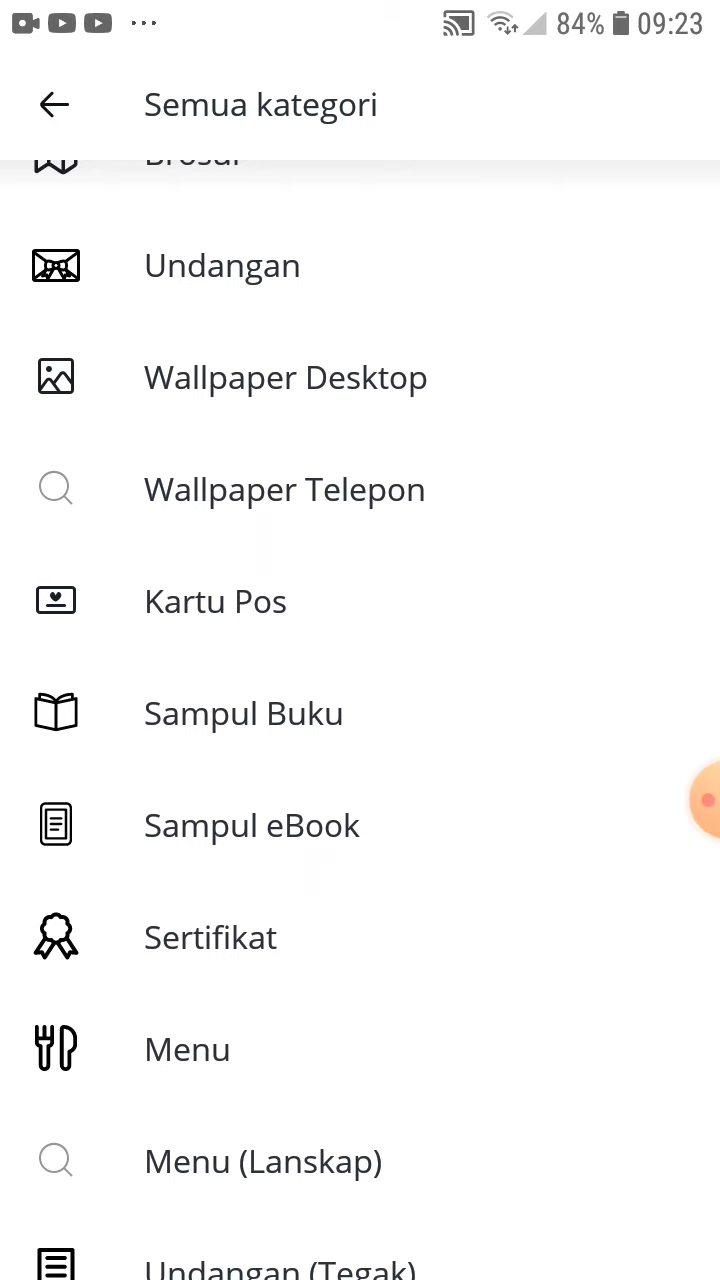 84% 09:23
Semua kategori
Brosur
Undangan
Wallpaper Desktop
Wallpaper Telepon
Kartu Pos
Sampul Buku
Sampul eBook
Sertifikat
Menu
Menu (Lanskap)
Undangan (Tegak)